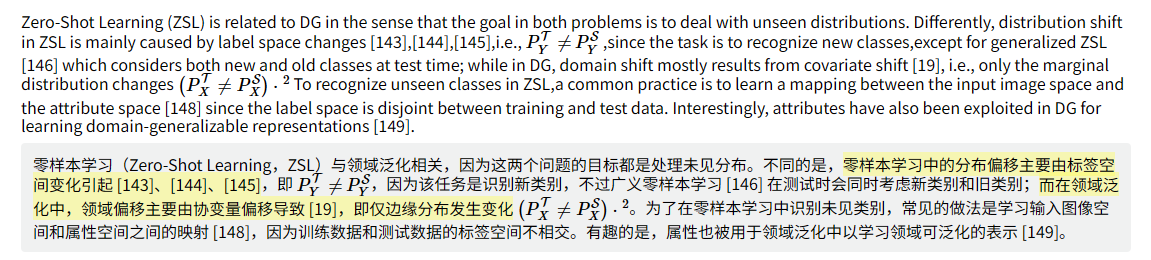 Zero-Shot Learning (ZSL) is related to DG in the sense that the goal in both problems is to deal with unseen distributions. Differently, distribution shift
in ZSL is mainly caused by label space changes [143],[144],[145],i.e., $P_Y^{\mathcal{T}} \neq P_Y^{\mathcal{S}}$ ,since the task is to recognize new classes,except for generalized ZSL
[146] which considers both new and old classes at test time; while in DG, domain shift mostly results from covariate shift [19], i.e., only the marginal
distribution changes $(P_X^{\mathcal{T}} \neq P_X^{\mathcal{S}}) \cdot {}^2$ To recognize unseen classes in ZSL,a common practice is to learn a mapping between the input image space and
the attribute space [148] since the label space is disjoint between training and test data. Interestingly, attributes have also been exploited in DG for
learning domain-generalizable representations [149].
零样本学习（Zero-Shot Learning，ZSL）与领域泛化相关，因为这两个问题的目标都是处理未见分布。不同的是，零样本学习中的分布偏移主要由标签空
间变化引起 [143]、[144]、[145]，即 $P_Y^{\mathcal{T}} \neq P_Y^{\mathcal{S}}$，因为该任务是识别新类别，不过广义零样本学习 [146] 在测试时会同时考虑新类别和旧类别；而在领域泛
化中，领域偏移主要由协变量偏移导致 [19]，即仅边缘分布发生变化 $(P_X^{\mathcal{T}} \neq P_X^{\mathcal{S}}) \cdot {}^2$。为了在零样本学习中识别未见类别，常见的做法是学习输入图像空
间和属性空间之间的映射 [148]，因为训练数据和测试数据的标签空间不相交。有趣的是，属性也被用于领域泛化中以学习领域可泛化的表示 [149]。